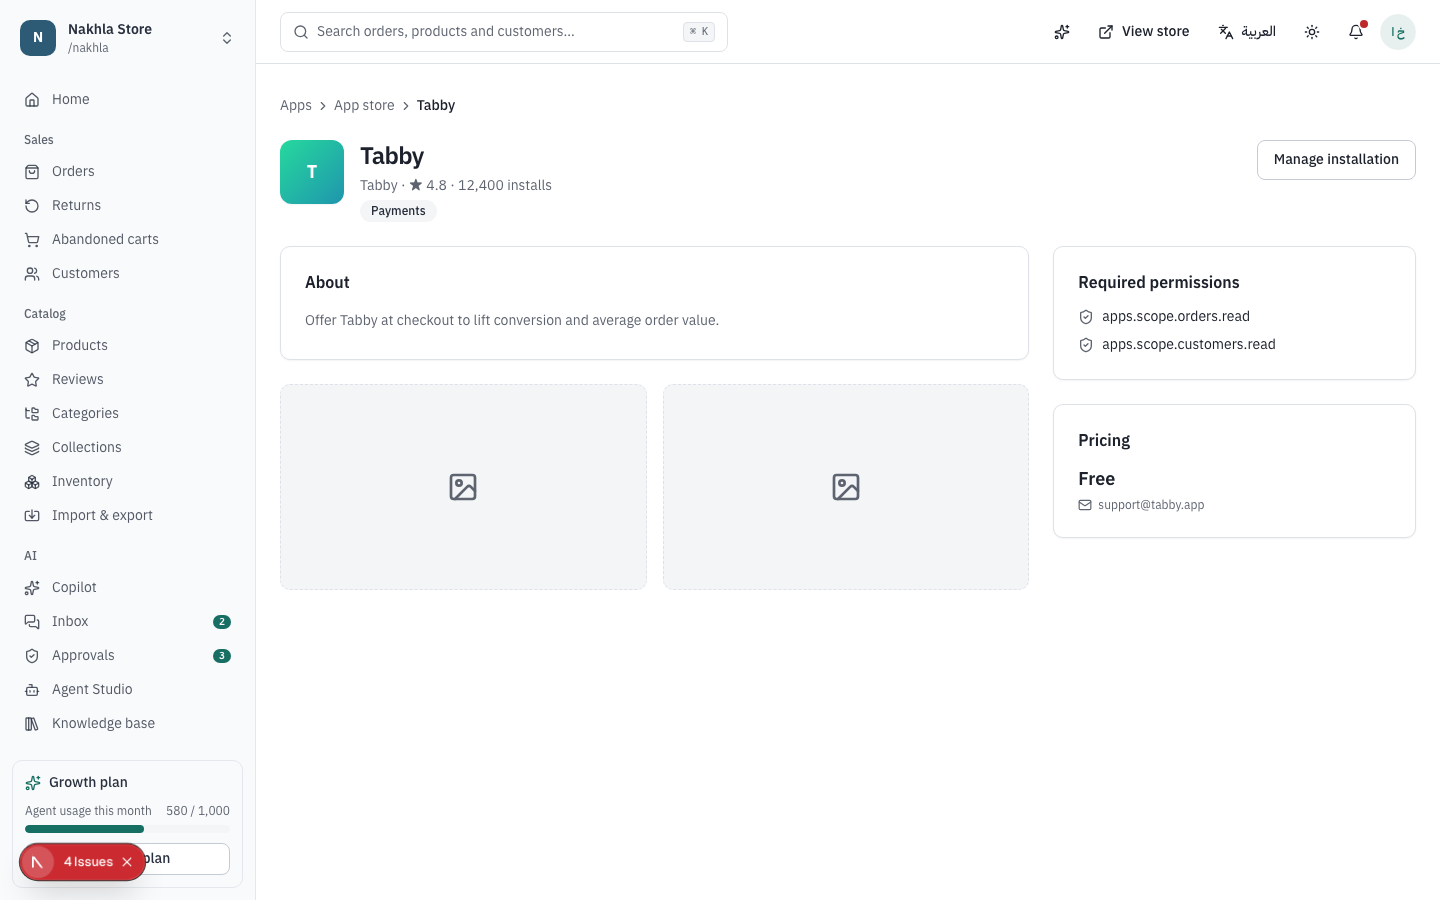 N
Nakhla Store
/nakhla
Home
Sales
Orders
Returns
Abandoned carts
Customers
Catalog
Products
Reviews
Categories
Collections
Inventory
Import & export
AI
Copilot
Inbox 2
Approvals 3
Agent Studio
Knowledge base
Growth plan
Agent usage this month 580 / 1,000
plan
4 Issues
Search orders, products and customers... ⌘ K
View store
العربية
خ ا
Apps > App store > Tabby
T
Tabby
Tabby · ★ 4.8 · 12,400 installs
Payments
Manage installation
About
Offer Tabby at checkout to lift conversion and average order value.
Required permissions
apps.scope.orders.read
apps.scope.customers.read
Pricing
Free
support@tabby.app